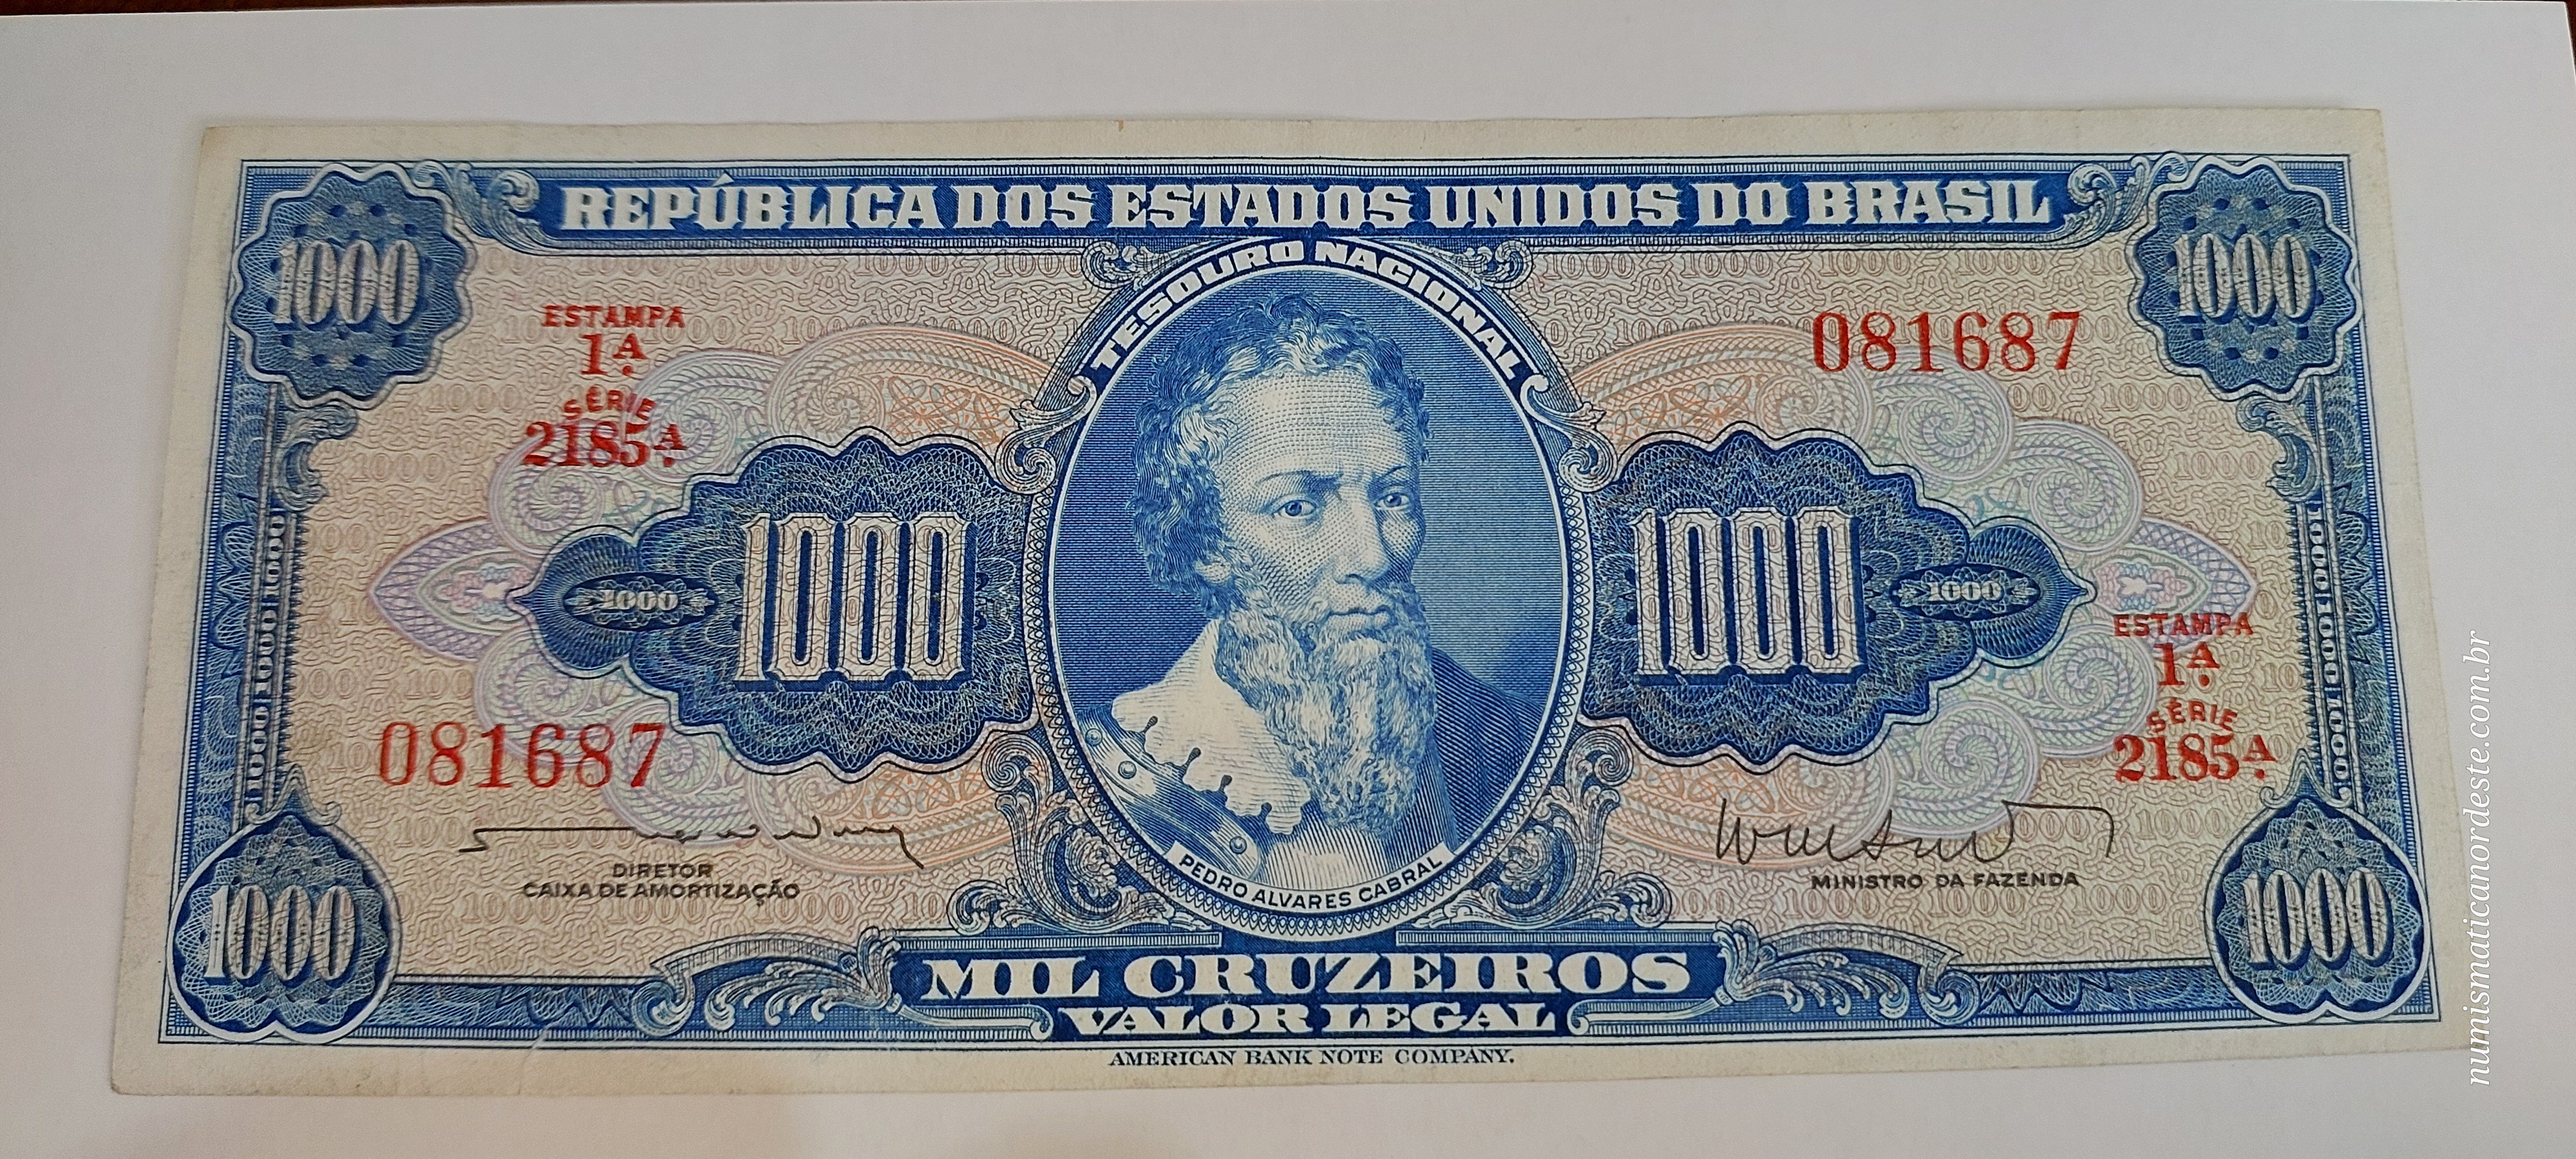 REPÚBLICA DOS ESTADOS UNIDOS DO BRASIL
1000
1000
TESOURO NACIONAL
ESTAMPA
1A.
SÉRIE
2185A.
081687
1000
1000
1000
1000
ESTAMPA
1A.
SÉRIE
2185A.
081687
DIRETOR
CAIXA DE AMORTIZAÇÃO
PEDRO ALVARES CABRAL
MINISTRO DA FAZENDA
1000
1000
MIL CRUZEIROS
VALOR LEGAL
AMERICAN BANK NOTE COMPANY.
numismaticanordeste.com.br